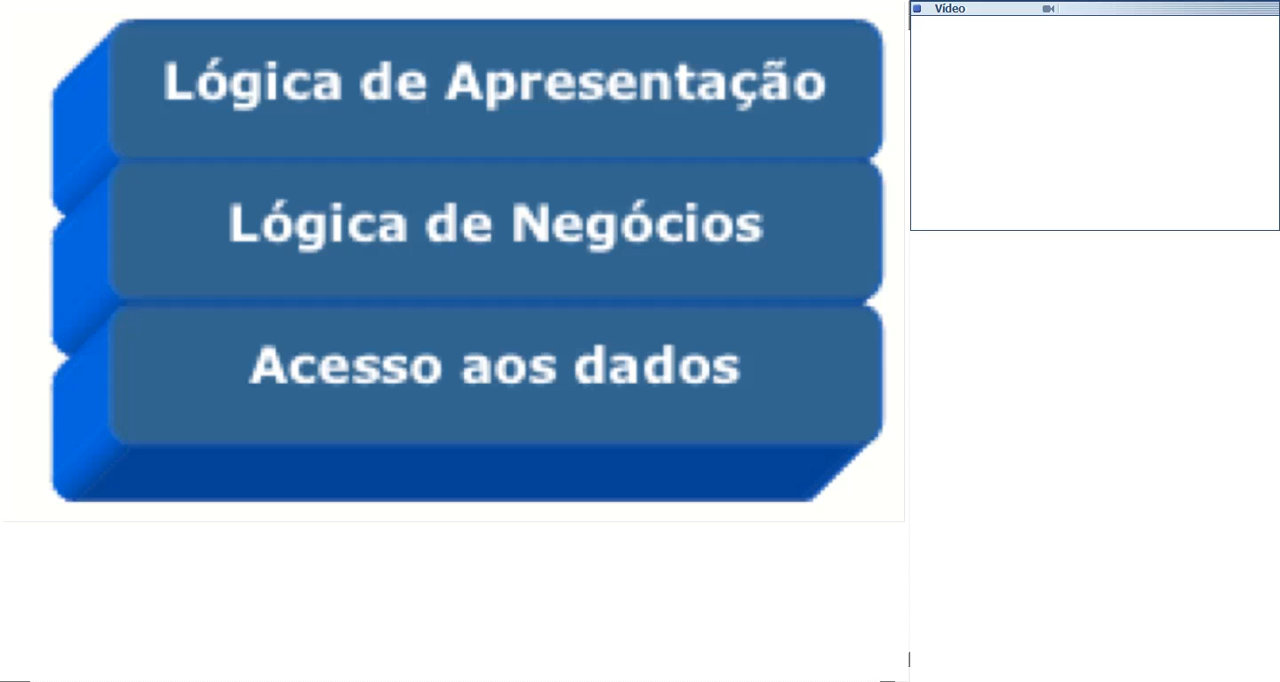 Lógica de Apresentação
Lógica de Negócios
Acesso aos dados
Vídeo